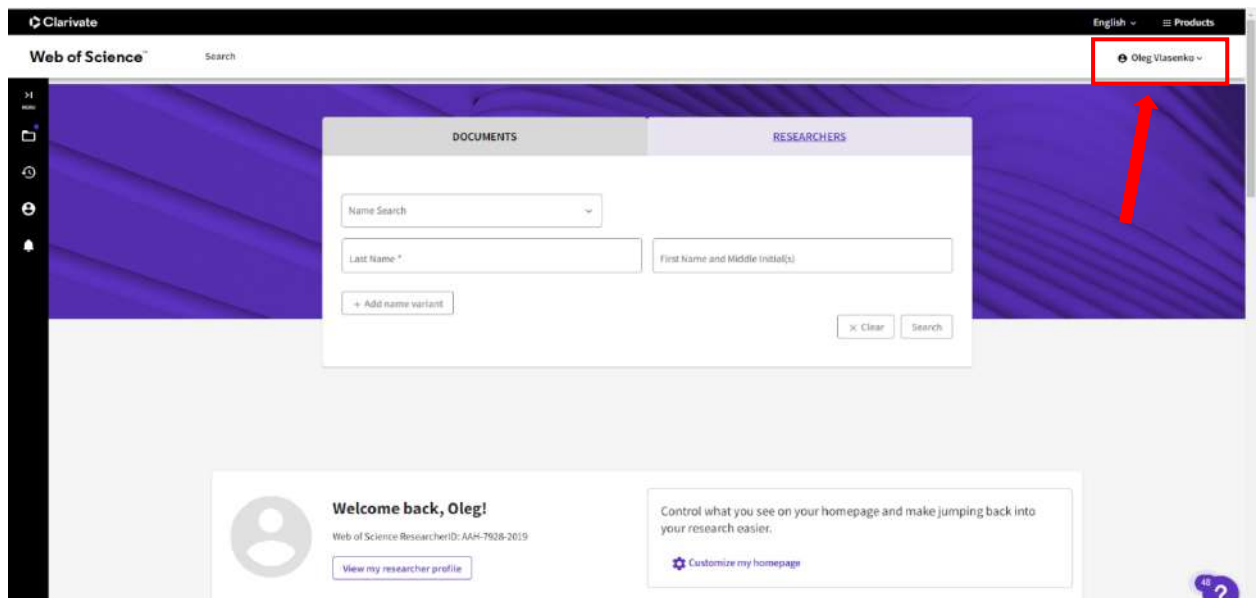 Clarivate
English
Products
Web of Science™
Search
Oleg Vlasenko
MENU
DOCUMENTS
RESEARCHERS
Name Search
Last Name *
First Name and Middle Initial(s)
+ Add name variant
× Clear
Search
Welcome back, Oleg!
Web of Science ResearcherID: AAH-7928-2019
View my researcher profile
Control what you see on your homepage and make jumping back into
your research easier.
Customize my homepage
48
?